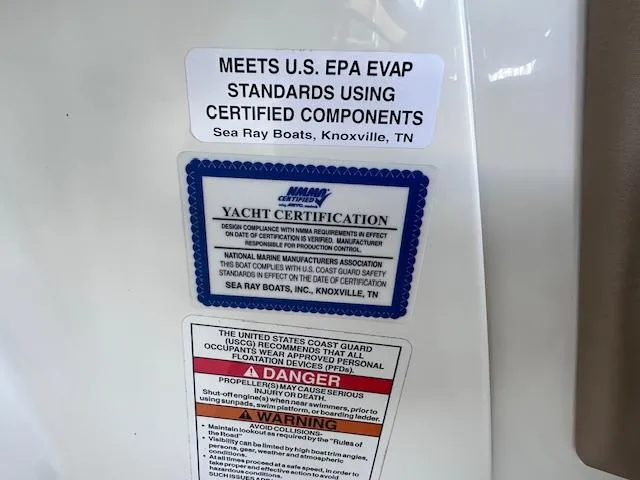 MEETS U.S. EPA EVAP
STANDARDS USING
CERTIFIED COMPONENTS
Sea Ray Boats, Knoxville, TN
NMMA
CERTIFIED
YACHT CERTIFICATION
DESIGN COMPLIANCE WITH NMMA REQUIREMENTS IN EFFECT
ON DATE OF CERTIFICATION IS VERIFIED. MANUFACTURER
RESPONSIBLE FOR PRODUCTION CONTROL.
NATIONAL MARINE MANUFACTURERS ASSOCIATION
THIS BOAT COMPLIES WITH U.S. COAST GUARD SAFETY
STANDARDS IN EFFECT ON THE DATE OF CERTIFICATION
SEA RAY BOATS, INC., KNOXVILLE, TN
THE UNITED STATES COAST GUARD
(USCG) RECOMMENDS THAT ALL
OCCUPANTS WEAR APPROVED PERSONAL
FLOATATION DEVICES (PFDs).
DANGER
PROPELLER(S) MAY CAUSE SERIOUS
INJURY OR DEATH.
Shut-off engine(s) when near swimmers, prior to
using sunpads, swim platform, or boarding ladder.
WARNING
AVOID COLLISIONS-
• Maintain lookout as required by the "Rules of
the Road"
• Visibility can be limited by high boat trim angles,
persons, gear, weather and atmospheric
conditions.
• At all times proceed at a safe speed, in order to
take proper and effective action to avoid
hazardous conditions.